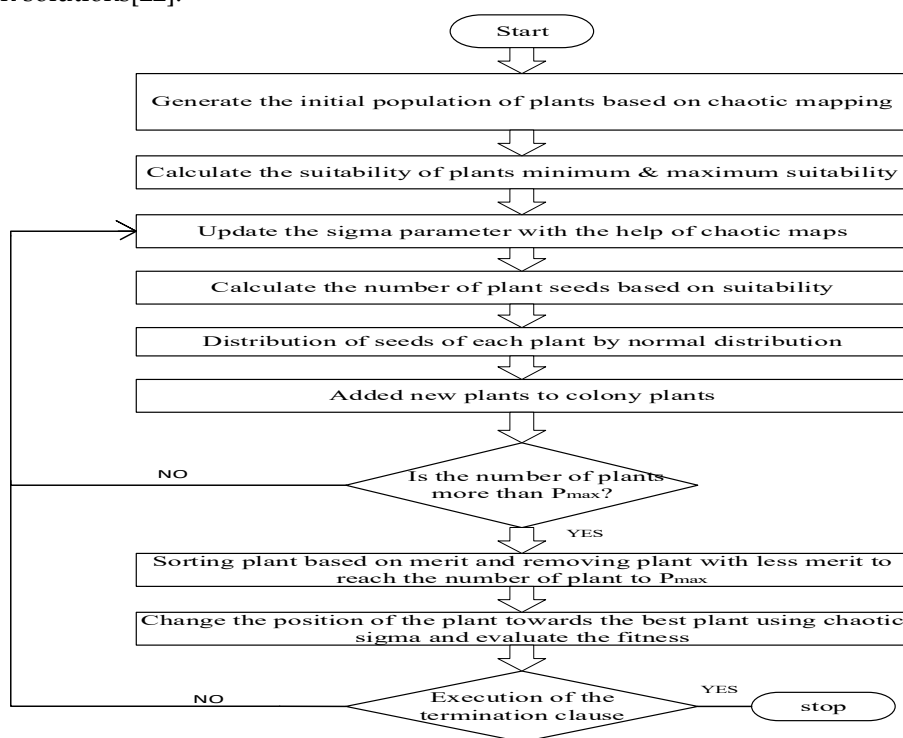 Start
Generate the initial population of plants based on chaotic mapping
Calculate the suitability of plants minimum & maximum suitability
Update the sigma parameter with the help of chaotic maps
Calculate the number of plant seeds based on suitability
Distribution of seeds of each plant by normal distribution
Added new plants to colony plants
Is the number of plants
more than Pmax?
NO
YES
Sorting plant based on merit and removing plant with less merit to
reach the number of plant to Pmax
Change the position of the plant towards the best plant using chaotic
sigma and evaluate the fitness
Execution of the
termination clause
NO
YES
stop